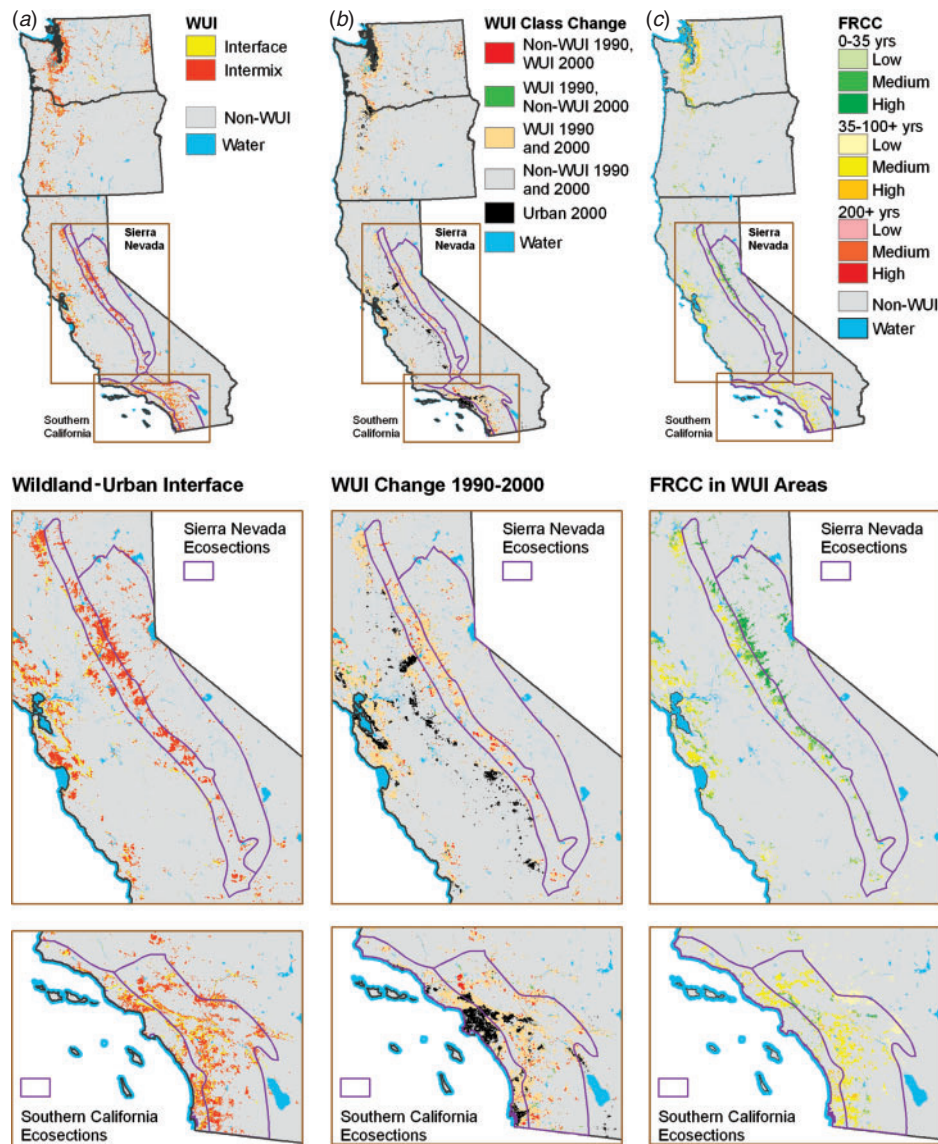 (a)
WUI
Interface
Intermix
Non-WUI
Water
Sierra
Nevada
Southern
California
(b)
WUI Class Change
Non-WUI 1990,
WUI 2000
WUI 1990,
Non-WUI 2000
WUI 1990
and 2000
Non-WUI 1990
and 2000
Urban 2000
Water
Sierra
Nevada
Southern
California
(c)
FRCC
0-35 yrs
Low
Medium
High
35-100+ yrs
Low
Medium
High
200+ yrs
Low
Medium
High
Non-WUI
Water
Sierra
Nevada
Southern
California
Wildland-Urban Interface
WUI Change 1990-2000
FRCC in WUI Areas
Sierra Nevada
Ecosections
Sierra Nevada
Ecosections
Sierra Nevada
Ecosections
Southern California
Ecosections
Southern California
Ecosections
Southern California
Ecosections